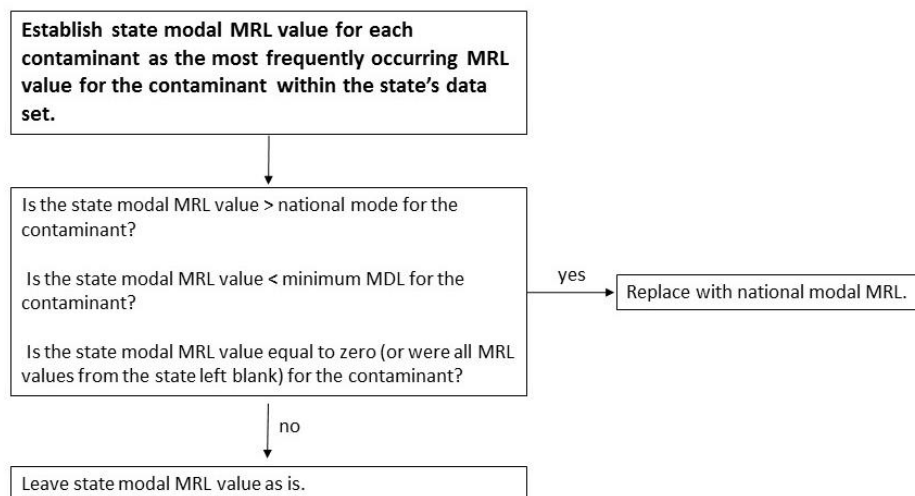 Establish state modal MRL value for each
contaminant as the most frequently occurring MRL
value for the contaminant within the state's data
set.
Is the state modal MRL value > national mode for the
contaminant?
Is the state modal MRL value < minimum MDL for the
contaminant?
Is the state modal MRL value equal to zero (or were all MRL
values from the state left blank) for the contaminant?
yes
Replace with national modal MRL.
no
Leave state modal MRL value as is.